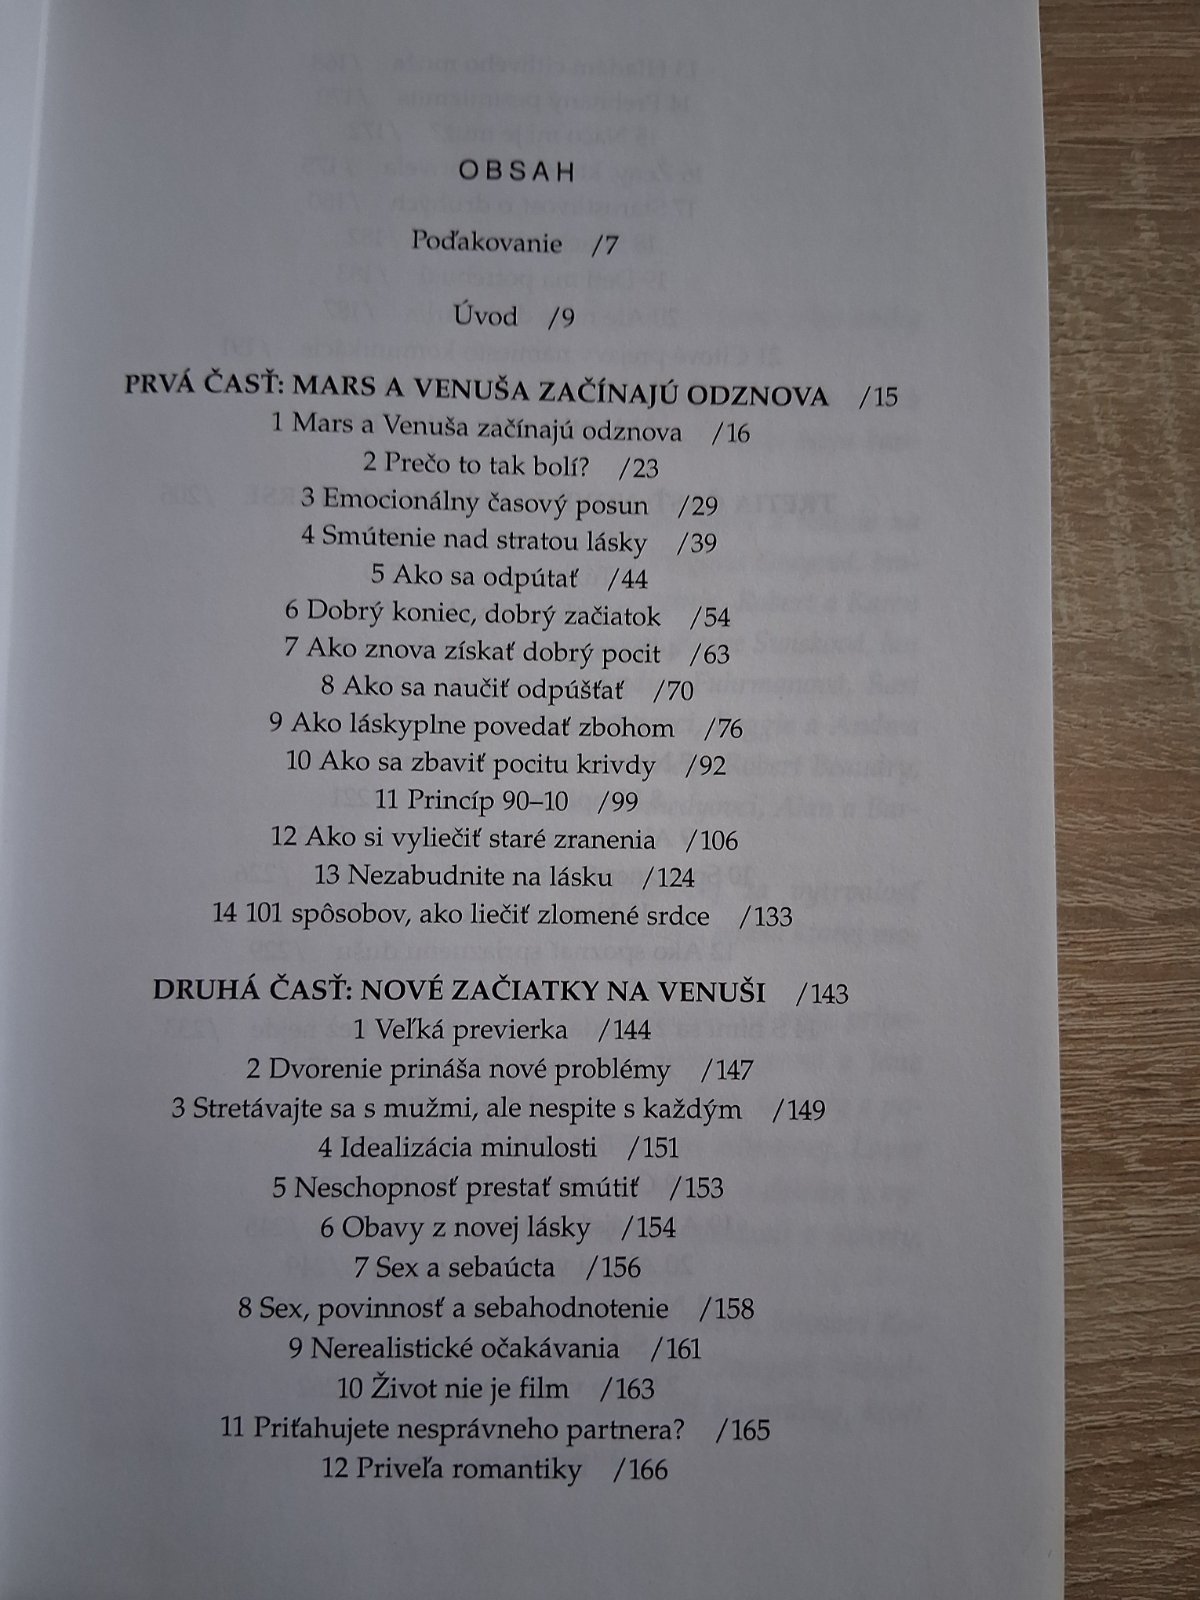 OBSAH
Poďakovanie /7
Úvod /9
PRVÁ ČASŤ: MARS A VENUŠA ZAČÍNAJÚ ODZNOVA /15
1 Mars a Venuša začínajú odznova /16
2 Prečo to tak bolí? /23
3 Emocionálny časový posun /29
4 Smútenie nad stratou lásky /39
5 Ako sa odpútať /44
6 Dobrý koniec, dobrý začiatok /54
7 Ako znova získať dobrý pocit /63
8 Ako sa naučiť odpúšťať /70
9 Ako láskyplne povedať zbohom /76
10 Ako sa zbaviť pocitu krivdy /92
11 Princíp 90–10 /99
12 Ako si vyliečiť staré zranenia /106
13 Nezabudnite na lásku /124
14 101 spôsobov, ako liečiť zlomené srdce /133
DRUHÁ ČASŤ: NOVÉ ZAČIATKY NA VENUŠI /143
1 Veľká previerka /144
2 Dvorenie prináša nové problémy /147
3 Stretávajte sa s mužmi, ale nespite s každým /149
4 Idealizácia minulosti /151
5 Neschopnosť prestať smútiť /153
6 Obavy z novej lásky /154
7 Sex a sebaúcta /156
8 Sex, povinnosť a sebahodnotenie /158
9 Nerealistické očakávania /161
10 Život nie je film /163
11 Priťahujete nesprávneho partnera? /165
12 Priveľa romantiky /166